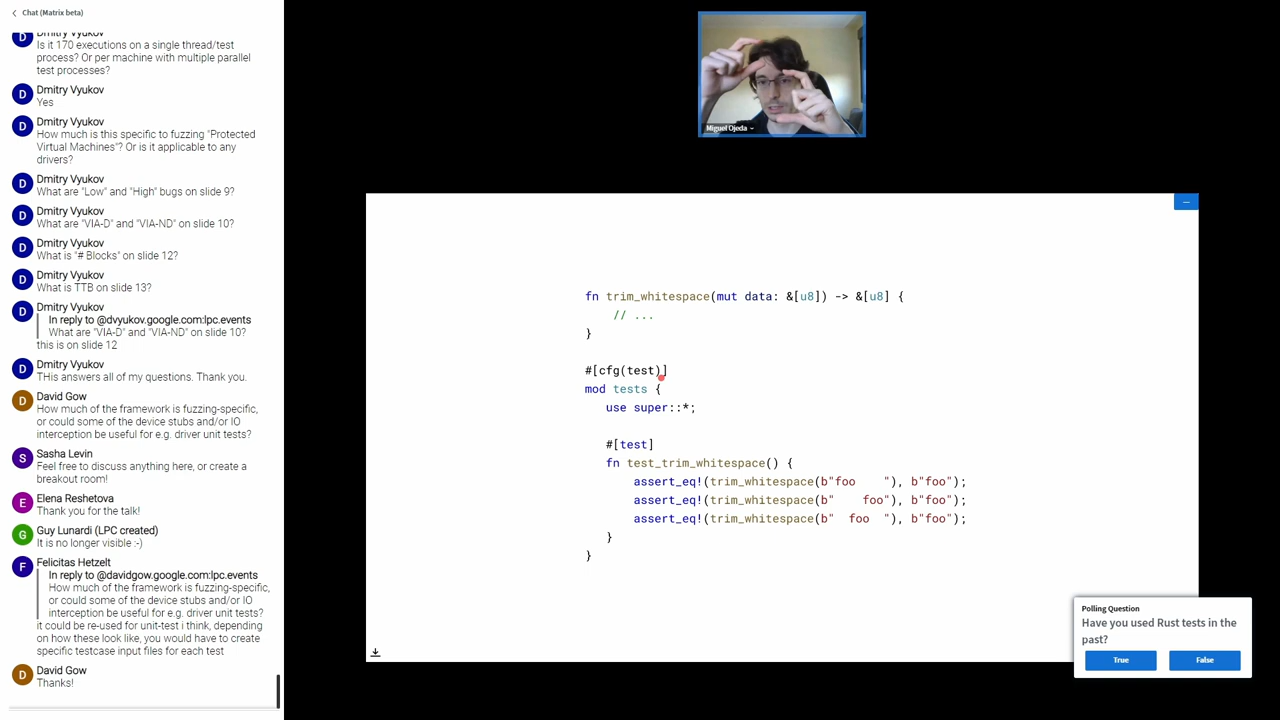 Chat (Matrix beta)
Dmitry Vyukov
Is it 170 executions on a single thread/test
process? Or per machine with multiple parallel
test processes?
D
Dmitry Vyukov
Yes
D
Dmitry Vyukov
How much is this specific to fuzzing "Protected
Virtual Machines"? Or is it applicable to any
drivers?
D
Dmitry Vyukov
What are "Low" and "High" bugs on slide 9?
D
Dmitry Vyukov
What are "VIA-D" and "VIA-ND" on slide 10?
D
Dmitry Vyukov
What is "# Blocks" on slide 12?
D
Dmitry Vyukov
What is TTB on slide 13?
D
Dmitry Vyukov
In reply to @dvyukov.google.com:lpc.events
What are "VIA-D" and "VIA-ND" on slide 10?
this is on slide 12
D
Dmitry Vyukov
THis answers all of my questions. Thank you.
D
David Gow
How much of the framework is fuzzing-specific,
or could some of the device stubs and/or IO
interception be useful for e.g. driver unit tests?
S
Sasha Levin
Feel free to discuss anything here, or create a
breakout room!
E
Elena Reshetova
Thank you for the talk!
G
Guy Lunardi (LPC created)
It is no longer visible :-)
F
Felicitas Hetzelt
In reply to @davidgow.google.com:lpc.events
How much of the framework is fuzzing-specific,
or could some of the device stubs and/or IO
interception be useful for e.g. driver unit tests?
it could be re-used for unit-test i think, depending
on how these look like, you would have to create
specific testcase input files for each test
D
David Gow
Thanks!
Miguel Ojeda
fn trim_whitespace(mut data: &[u8]) -> &[u8] {
// ...
}
#[cfg(test)]
mod tests {
use super::*;
#[test]
fn test_trim_whitespace() {
assert_eq!(trim_whitespace(b"foo    "), b"foo");
assert_eq!(trim_whitespace(b"    foo"), b"foo");
assert_eq!(trim_whitespace(b"  foo  "), b"foo");
}
}
Polling Question
Have you used Rust tests in the
past?
True
False